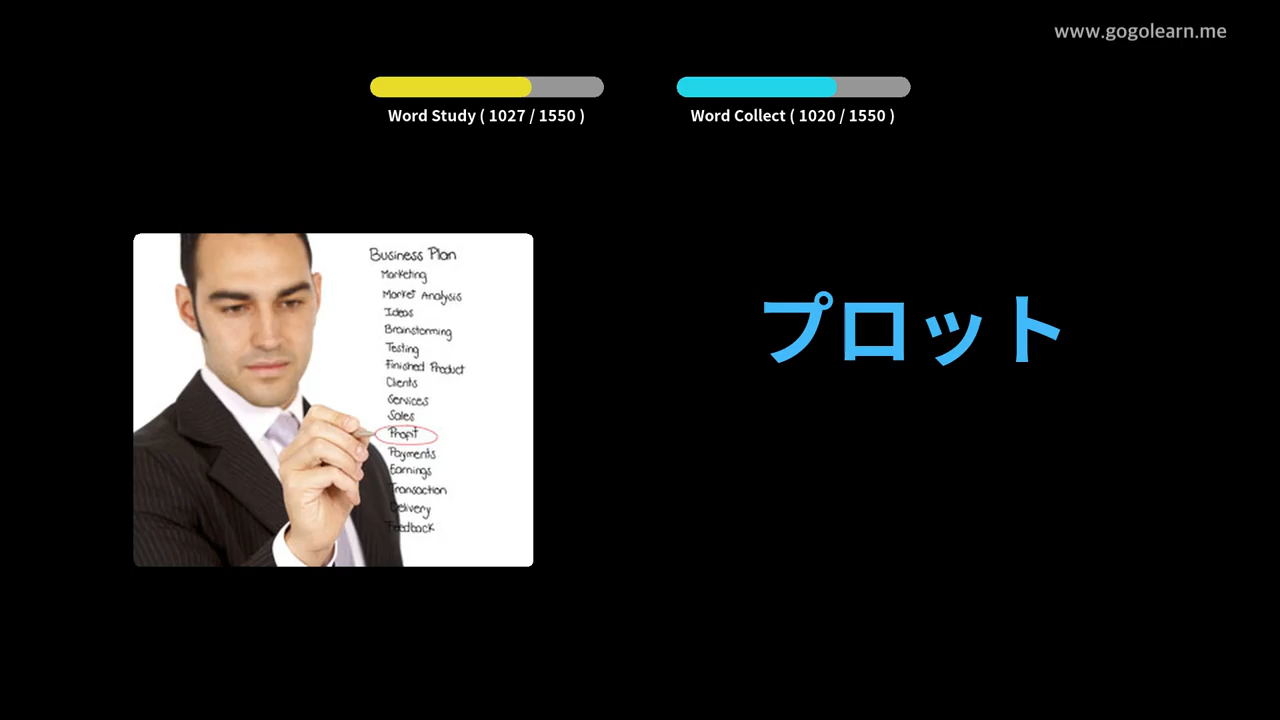 www.gogolearn.me
Word Study ( 1027 / 1550 )
Word Collect ( 1020 / 1550 )
Business Plan
Marketing
Market Analysis
Ideas
Brainstorming
Testing
Finished Product
Clients
Services
Sales
Profit
Payments
Earnings
Transaction
Delivery
Feedback
プロット